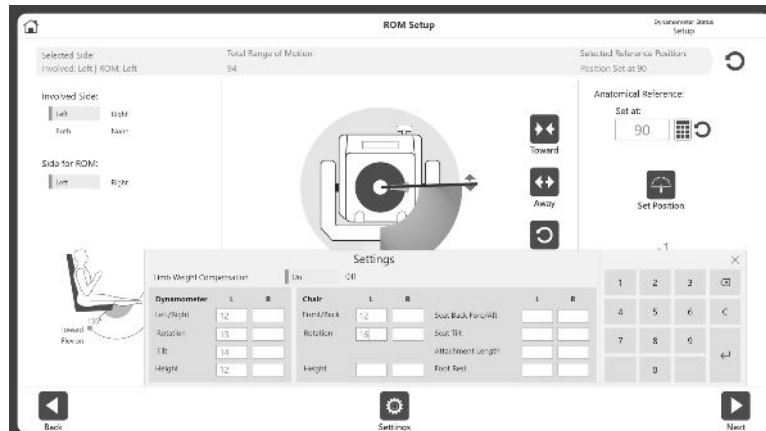 ROM Setup
Dynamometer Status
Setup
Selected Side:
Involved: Left | ROM: Left
Total Range of Motion:
94
Selected Reference Position:
Position Set at 90
Involved Side:
Left Right
Both None
Side for ROM:
Left Right
Toward
Away
Anatomical Reference:
Set at:
90
Set Position
135°
Toward
Flexion
Settings
Limb Weight Compensation On Off
Dynamometer L R
Left/Right 12
Rotation 13
Tilt 14
Height 12
Chair L R
Front/Back 12
Rotation 16
Height
L R
Seat Back Fore/Aft
Seat Tilt
Attachment Length
Foot Rest
1 2 3
4 5 6 C
7 8 9
0
Back
Settings
Next